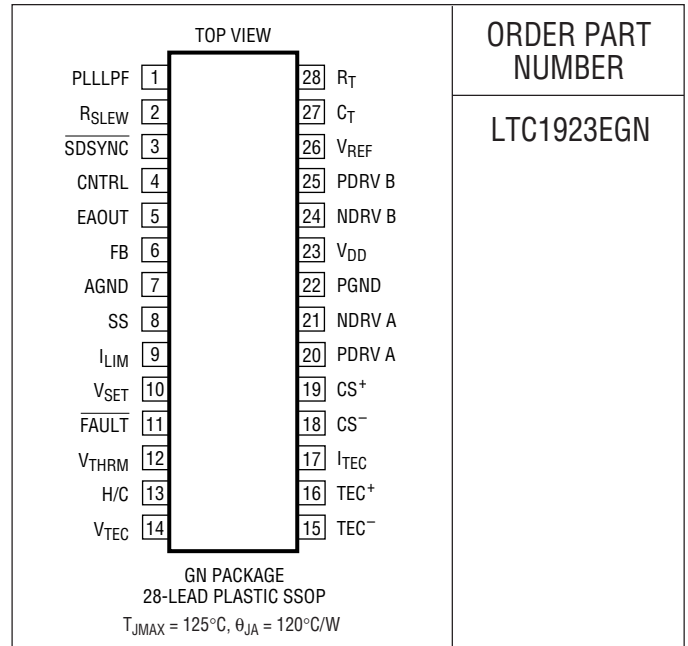 TOP VIEW
PLLLPF 1 28 RT
RSLEW 2 27 CT
SDSYNC 3 26 VREF
CNTRL 4 25 PDRV B
EAOUT 5 24 NDRV B
FB 6 23 VDD
AGND 7 22 PGND
SS 8 21 NDRV A
ILIM 9 20 PDRV A
VSET 10 19 CS+
FAULT 11 18 CS−
VTHRM 12 17 ITEC
H/C 13 16 TEC+
VTEC 14 15 TEC−
GN PACKAGE
28-LEAD PLASTIC SSOP
TJMAX = 125°C, θJA = 120°C/W
ORDER PART
NUMBER
LTC1923EGN